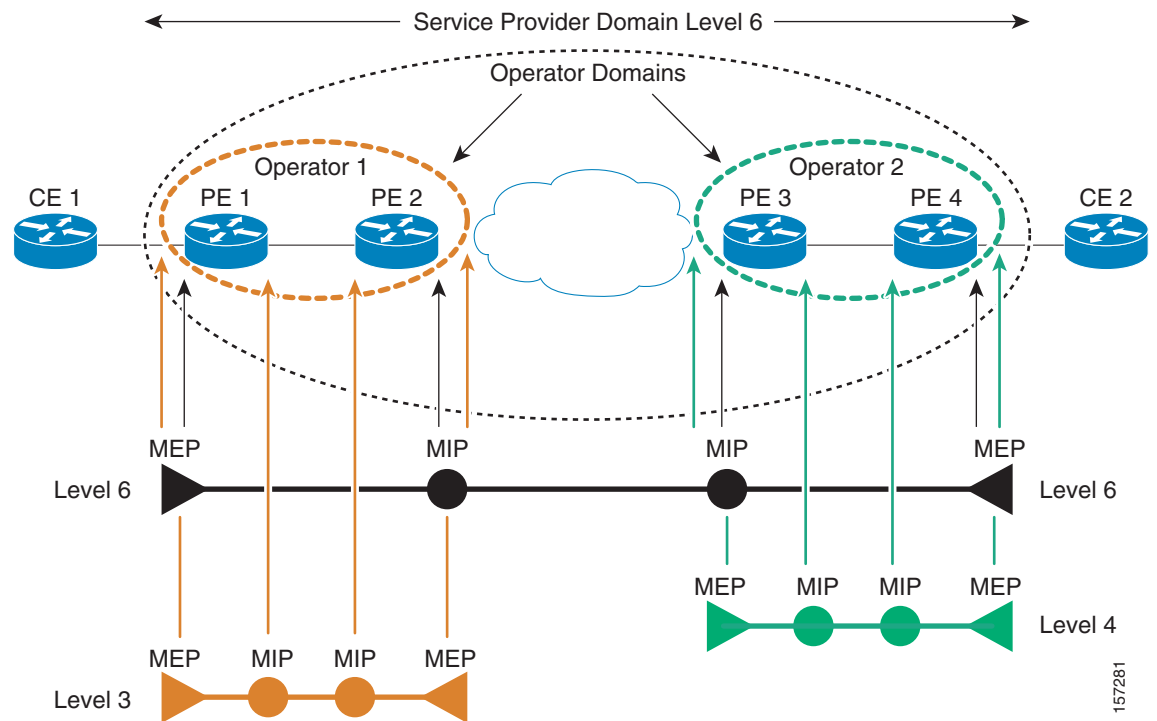 Service Provider Domain Level 6
Operator Domains
Operator 1
Operator 2
CE 1
PE 1
PE 2
PE 3
PE 4
CE 2
MEP
MIP
MIP
MEP
Level 6
Level 6
MEP
MIP
MIP
MEP
Level 4
MEP
MIP
MIP
MEP
Level 3
157281